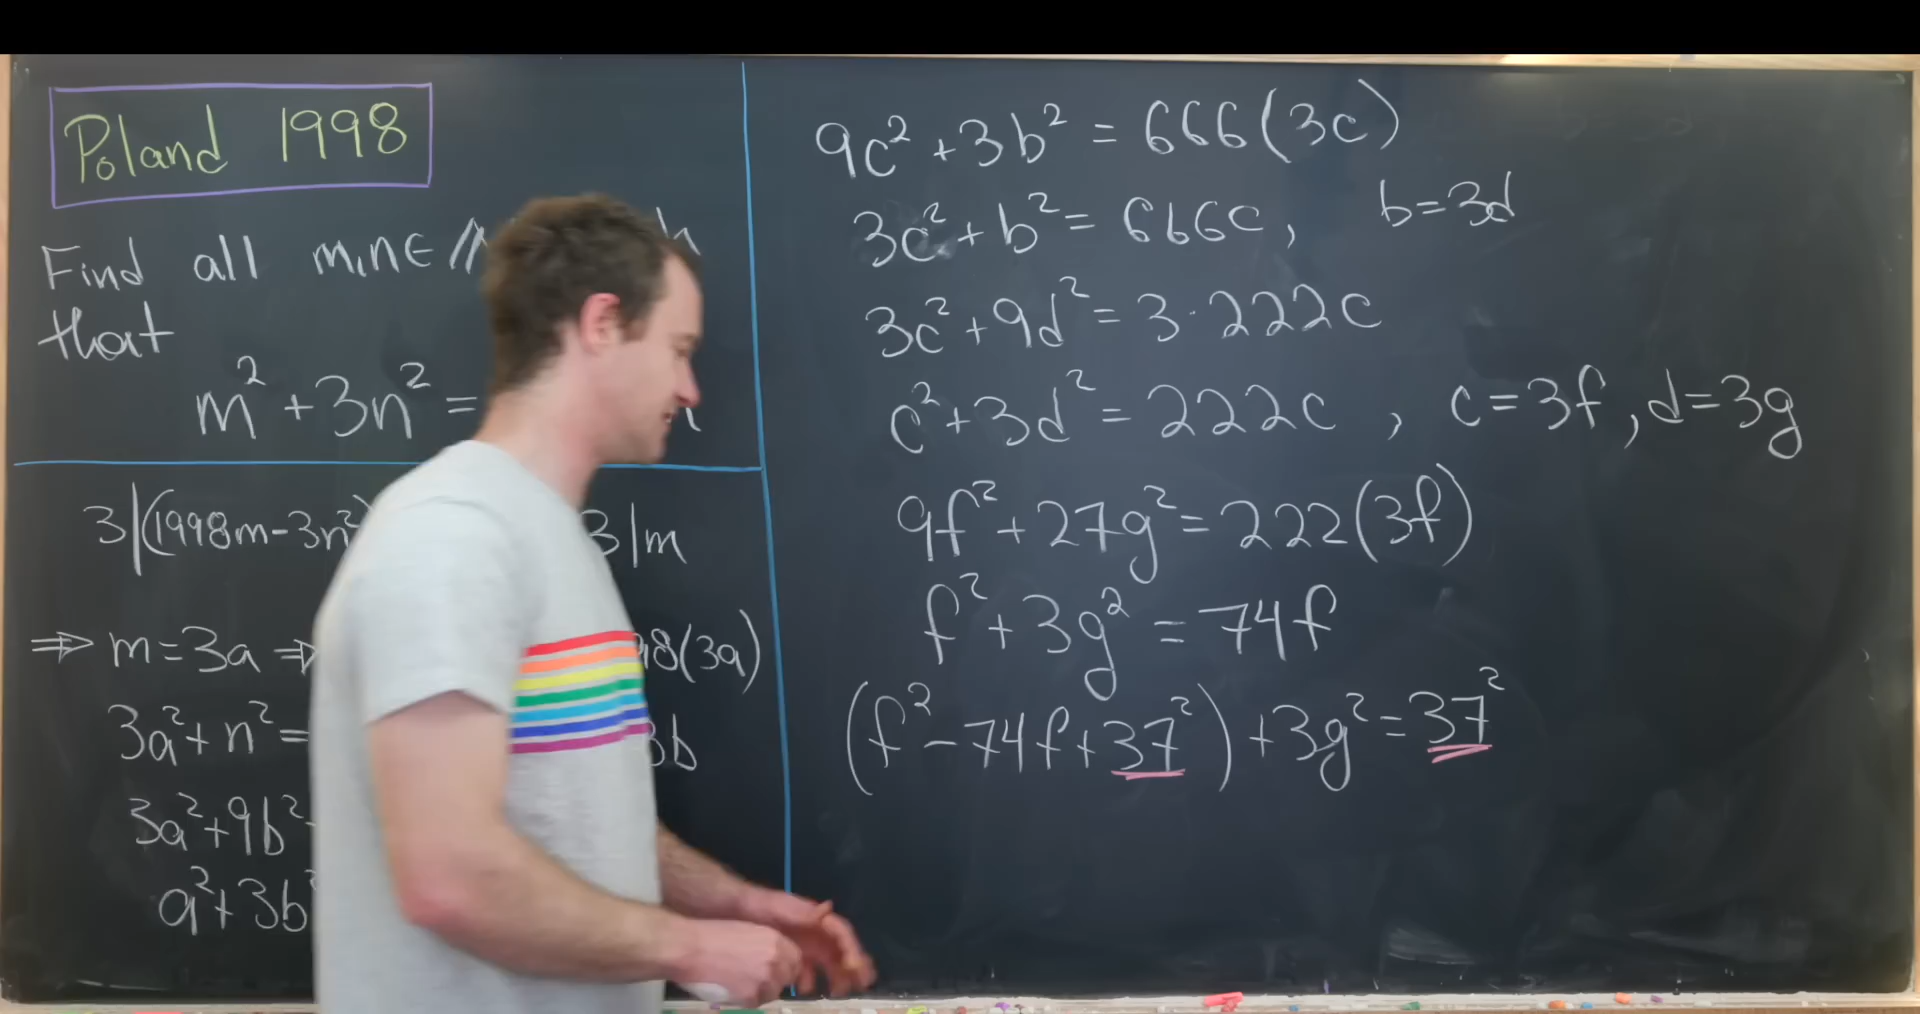 Poland 1998
Find all m,n∈
that
m² + 3n² =
3|(1998m-3n²) 3|m
⇒ m=3a ⇒ 98(3a)
3a²+n²= 3b
3a²+9b²
a²+3b²
9c²+3b² = 666(3c)
3c²+b² = 666c, b=3d
3c²+9d² = 3·222c
c²+3d² = 222c, c=3f, d=3g
9f²+27g² = 222(3f)
f²+3g² = 74f
(f²-74f+37²)+3g² = 37²